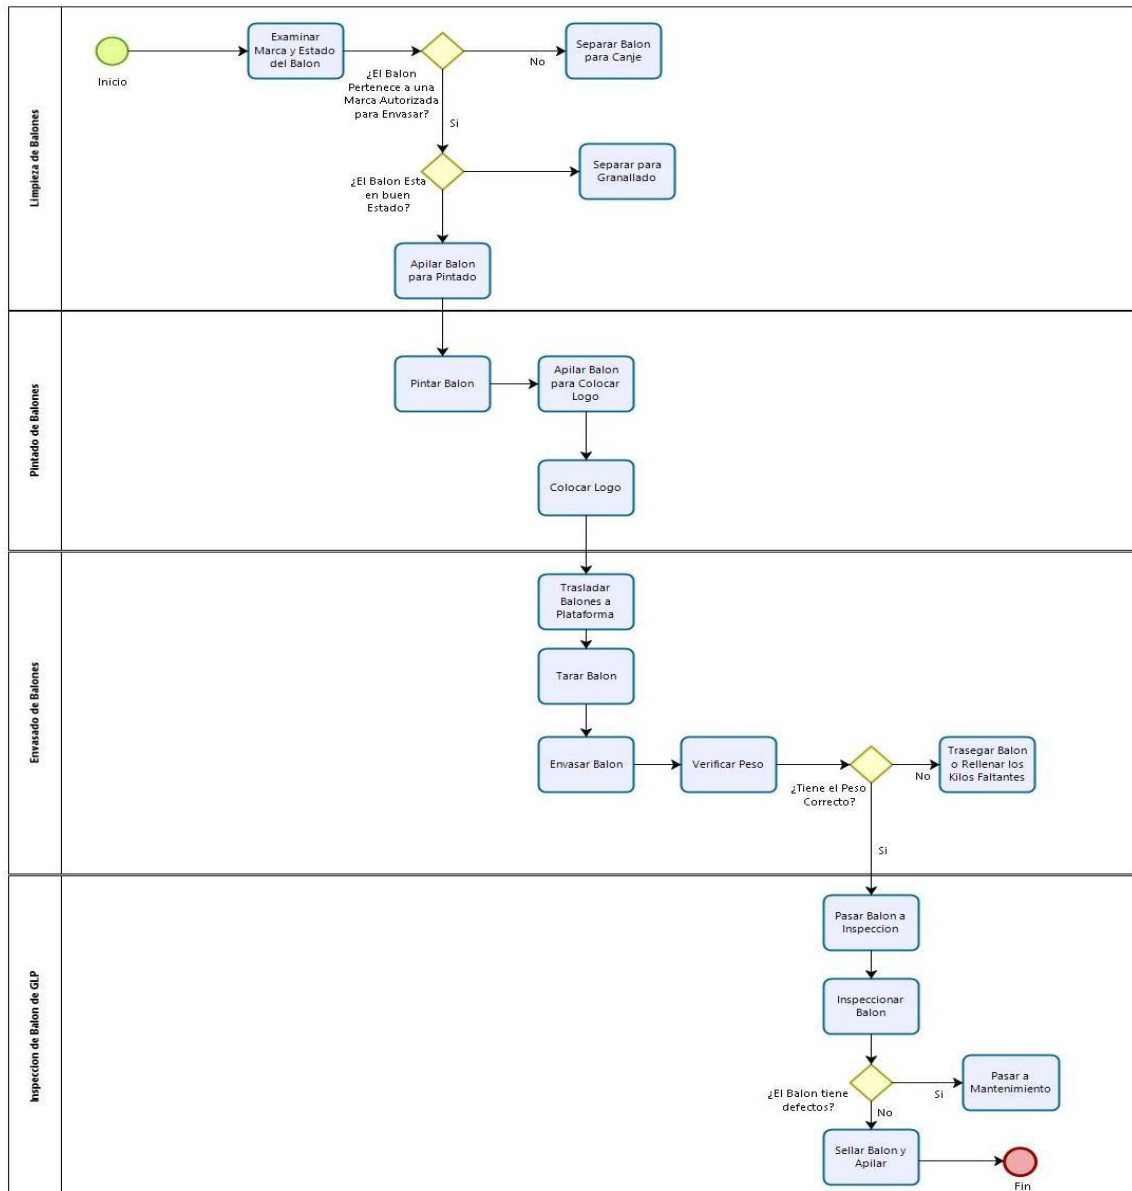 Limpieza de Balones
Inicio
Examinar
Marca y Estado
del Balon
¿El Balon
Pertenece a una
Marca Autorizada
para Envasar?
No
Separar Balon
para Canje
Si
¿El Balon Esta
en buen
Estado?
Separar para
Granallado
Apilar Balon
para Pintado
Pintado de Balones
Pintar Balon
Apilar Balon
para Colocar
Logo
Colocar Logo
Envasado de Balones
Trasladar
Balones a
Plataforma
Tarar Balon
Envasar Balon
Verificar Peso
¿Tiene el Peso
Correcto?
No
Trasegar Balon
o Rellenar los
Kilos Faltantes
Si
Inspeccion de Balon de GLP
Pasar Balon a
Inspeccion
Inspeccionar
Balon
¿El Balon tiene
defectos?
Si
Pasar a
Mantenimiento
No
Sellar Balon y
Apilar
Fin